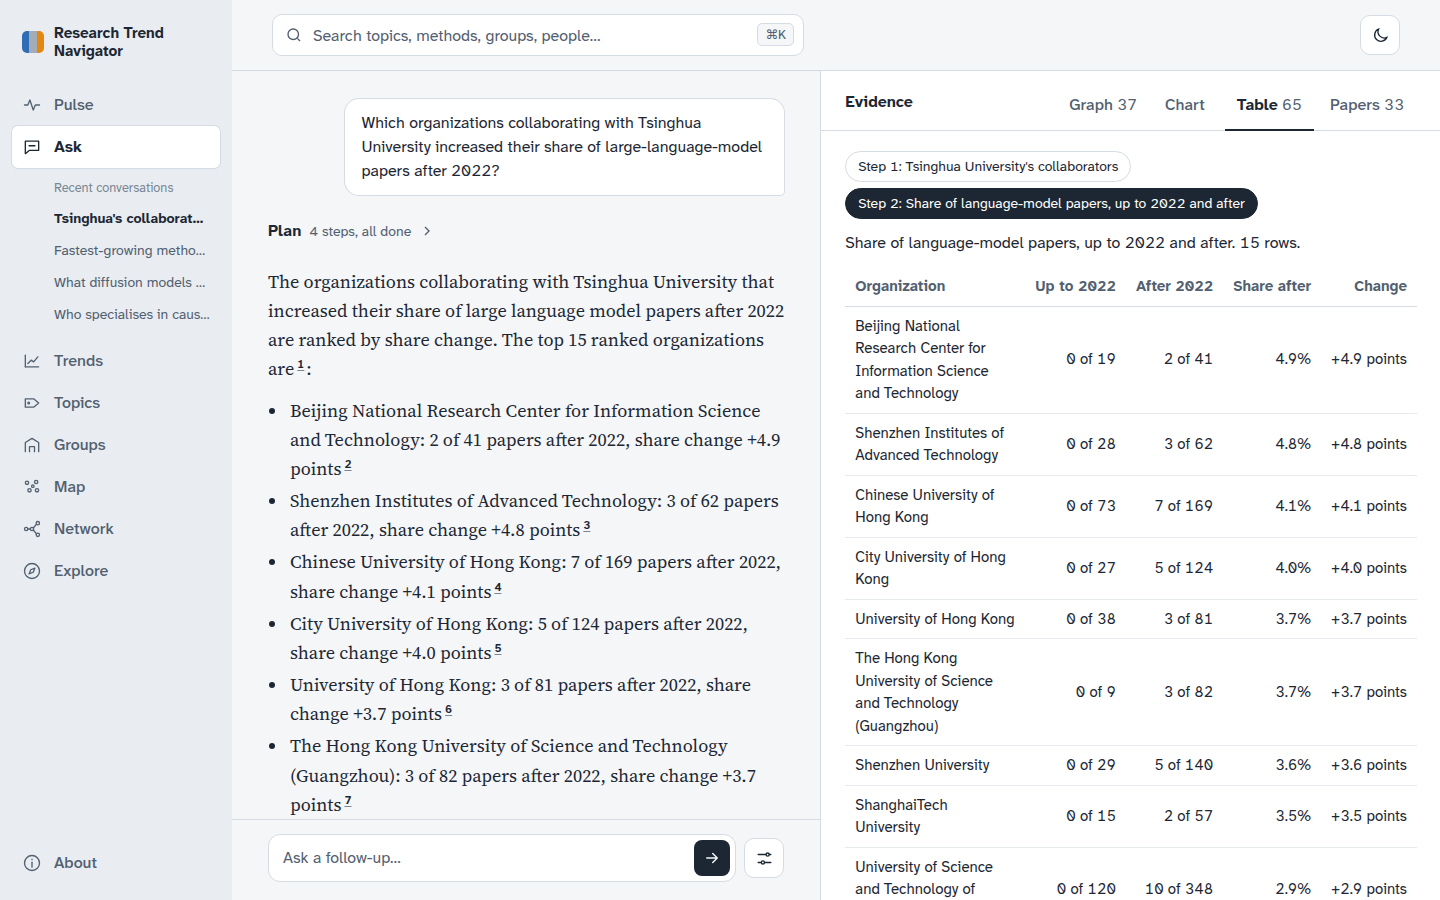 Research Trend
Navigator
Search topics, methods, groups, people...
⌘K
Pulse
Ask
Recent conversations
Tsinghua's collaborat...
Fastest-growing metho...
What diffusion models ...
Who specialises in caus...
Trends
Topics
Groups
Map
Network
Explore
About
Which organizations collaborating with Tsinghua
University increased their share of large-language-model
papers after 2022?
Plan 4 steps, all done
The organizations collaborating with Tsinghua University that
increased their share of large language model papers after 2022
are ranked by share change. The top 15 ranked organizations
are 1 :
• Beijing National Research Center for Information Science
and Technology: 2 of 41 papers after 2022, share change +4.9
points 2
• Shenzhen Institutes of Advanced Technology: 3 of 62 papers
after 2022, share change +4.8 points 3
• Chinese University of Hong Kong: 7 of 169 papers after 2022,
share change +4.1 points 4
• City University of Hong Kong: 5 of 124 papers after 2022,
share change +4.0 points 5
• University of Hong Kong: 3 of 81 papers after 2022, share
change +3.7 points 6
• The Hong Kong University of Science and Technology
(Guangzhou): 3 of 82 papers after 2022, share change +3.7
points 7
Ask a follow-up...
Evidence
Graph 37
Chart
Table 65
Papers 33
Step 1: Tsinghua University's collaborators
Step 2: Share of language-model papers, up to 2022 and after
Share of language-model papers, up to 2022 and after. 15 rows.
Organization Up to 2022 After 2022 Share after Change
Beijing National
Research Center for
Information Science
and Technology
0 of 19 2 of 41 4.9% +4.9 points
Shenzhen Institutes of
Advanced Technology
0 of 28 3 of 62 4.8% +4.8 points
Chinese University of
Hong Kong
0 of 73 7 of 169 4.1% +4.1 points
City University of Hong
Kong
0 of 27 5 of 124 4.0% +4.0 points
University of Hong Kong 0 of 38 3 of 81 3.7% +3.7 points
The Hong Kong
University of Science
and Technology
(Guangzhou)
0 of 9 3 of 82 3.7% +3.7 points
Shenzhen University 0 of 29 5 of 140 3.6% +3.6 points
ShanghaiTech
University
0 of 15 2 of 57 3.5% +3.5 points
University of Science
and Technology of
0 of 120 10 of 348 2.9% +2.9 points